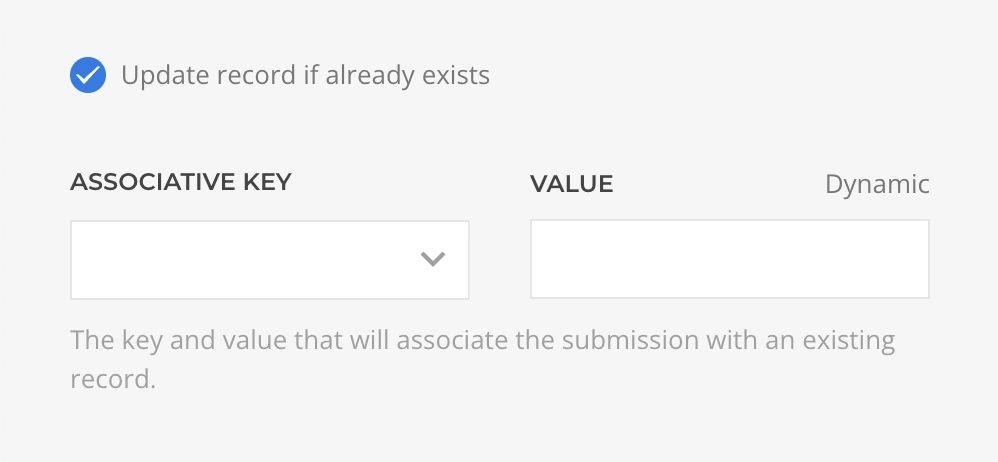 Update record if already exists
ASSOCIATIVE KEY
VALUE
Dynamic
The key and value that will associate the submission with an existing
record.